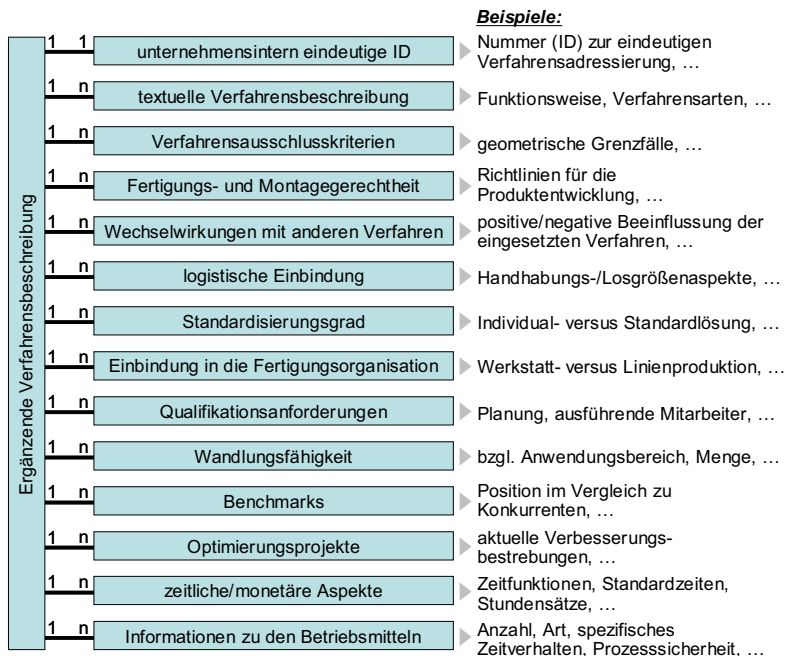 Beispiele:
Ergänzende Verfahrensbeschreibung
1 1
unternehmensintern eindeutige ID
Nummer (ID) zur eindeutigen
Verfahrensadressierung, …
1 n
textuelle Verfahrensbeschreibung
Funktionsweise, Verfahrensarten, …
1 n
Verfahrensausschlusskriterien
geometrische Grenzfälle, …
1 n
Fertigungs- und Montagegerechtheit
Richtlinien für die
Produktentwicklung, …
1 n
Wechselwirkungen mit anderen Verfahren
positive/negative Beeinflussung der
eingesetzten Verfahren, …
1 n
logistische Einbindung
Handhabungs-/Losgrößenaspekte, …
1 n
Standardisierungsgrad
Individual- versus Standardlösung, …
1 n
Einbindung in die Fertigungsorganisation
Werkstatt- versus Linienproduktion, …
1 n
Qualifikationsanforderungen
Planung, ausführende Mitarbeiter, …
1 n
Wandlungsfähigkeit
bzgl. Anwendungsbereich, Menge, …
1 n
Benchmarks
Position im Vergleich zu
Konkurrenten, …
1 n
Optimierungsprojekte
aktuelle Verbesserungs-
bestrebungen, …
1 n
zeitliche/monetäre Aspekte
Zeitfunktionen, Standardzeiten,
Stundensätze, …
1 n
Informationen zu den Betriebsmitteln
Anzahl, Art, spezifisches
Zeitverhalten, Prozesssicherheit, …